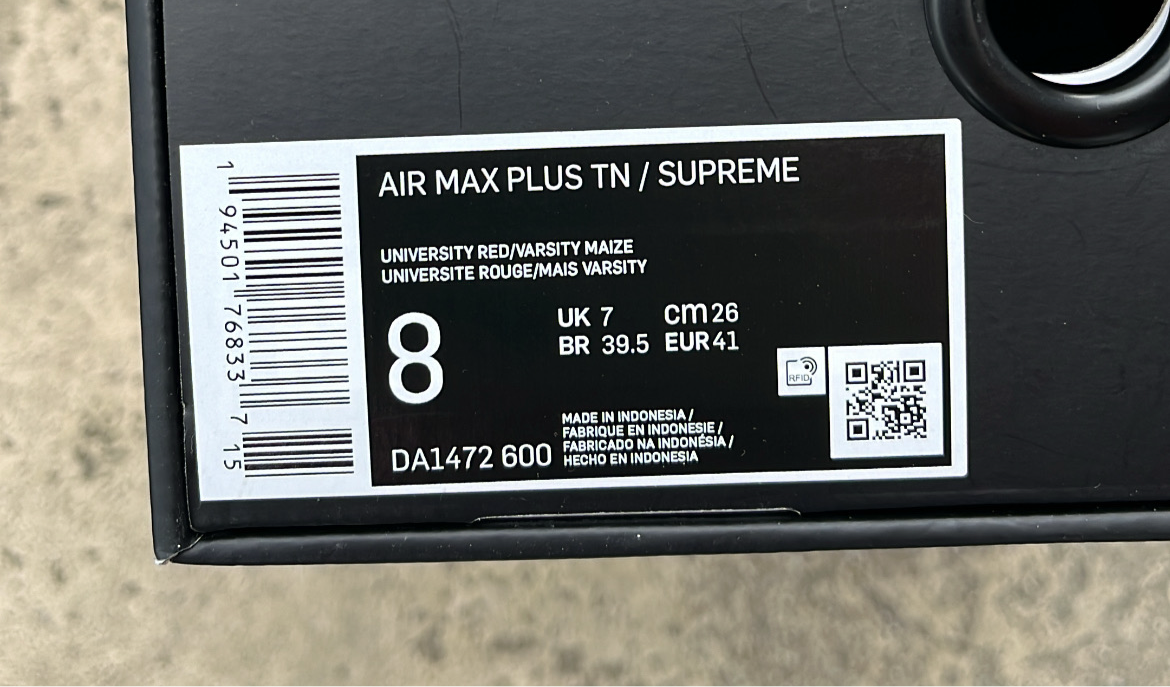 AIR MAX PLUS TN / SUPREME
UNIVERSITY RED/VARSITY MAIZE
UNIVERSITE ROUGE/MAIS VARSITY
8
UK 7 cm 26
BR 39.5 EUR 41
RFID
MADE IN INDONESIA /
FABRIQUE EN INDONESIE /
FABRICADO NA INDONÉSIA /
HECHO EN INDONESIA
DA1472 600
1 94501 76833 7 15